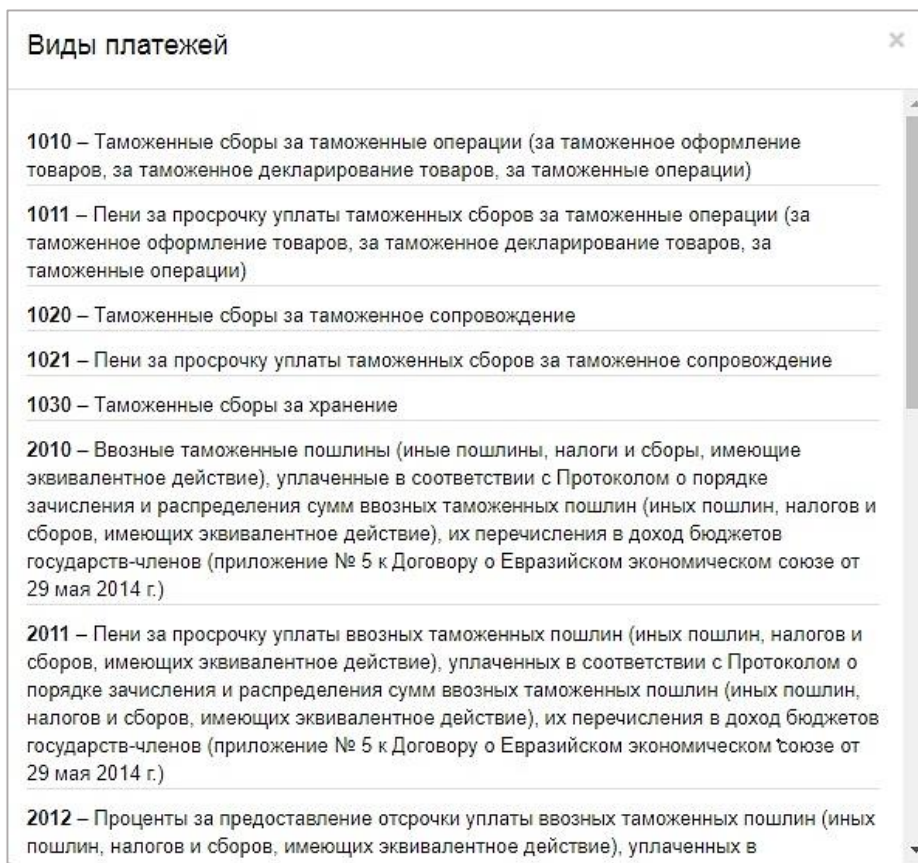 Виды платежей
×
1010 – Таможенные сборы за таможенные операции (за таможенное оформление
товаров, за таможенное декларирование товаров, за таможенные операции)
1011 – Пени за просрочку уплаты таможенных сборов за таможенные операции (за
таможенное оформление товаров, за таможенное декларирование товаров, за
таможенные операции)
1020 – Таможенные сборы за таможенное сопровождение
1021 – Пени за просрочку уплаты таможенных сборов за таможенное сопровождение
1030 – Таможенные сборы за хранение
2010 – Ввозные таможенные пошлины (иные пошлины, налоги и сборы, имеющие
эквивалентное действие), уплаченные в соответствии с Протоколом о порядке
зачисления и распределения сумм ввозных таможенных пошлин (иных пошлин, налогов и
сборов, имеющих эквивалентное действие), их перечисления в доход бюджетов
государств-членов (приложение № 5 к Договору о Евразийском экономическом союзе от
29 мая 2014 г.)
2011 – Пени за просрочку уплаты ввозных таможенных пошлин (иных пошлин, налогов и
сборов, имеющих эквивалентное действие), уплаченных в соответствии с Протоколом о
порядке зачисления и распределения сумм ввозных таможенных пошлин (иных пошлин,
налогов и сборов, имеющих эквивалентное действие), их перечисления в доход бюджетов
государств-членов (приложение № 5 к Договору о Евразийском экономическом союзе от
29 мая 2014 г.)
2012 – Проценты за предоставление отсрочки уплаты ввозных таможенных пошлин (иных
пошлин, налогов и сборов, имеющих эквивалентное действие), уплаченных в